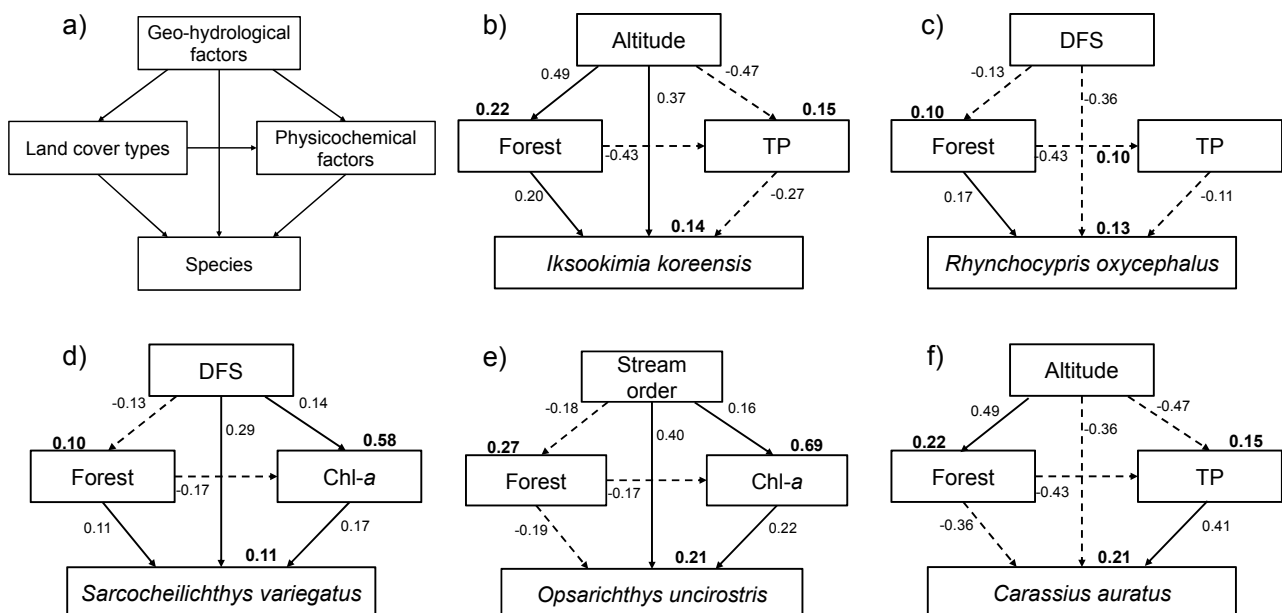 a)
Geo-hydrological
factors
Land cover types
Physicochemical
factors
Species
b)
Altitude
0.49
-0.47
0.37
0.22
0.15
Forest
-0.43
TP
0.20
-0.27
0.14
Iksookimia koreensis
c)
DFS
-0.13
-0.36
0.10
Forest
-0.43
0.10
TP
0.17
-0.11
0.13
Rhynchocypris oxycephalus
d)
DFS
-0.13
0.14
0.29
0.10
0.58
Forest
-0.17
Chl-a
0.11
0.17
0.11
Sarcocheilichthys variegatus
e)
Stream
order
-0.18
0.16
0.40
0.27
0.69
Forest
-0.17
Chl-a
-0.19
0.22
0.21
Opsarichthys uncirostris
f)
Altitude
0.49
-0.47
-0.36
0.22
0.15
Forest
-0.43
TP
-0.36
0.41
0.21
Carassius auratus